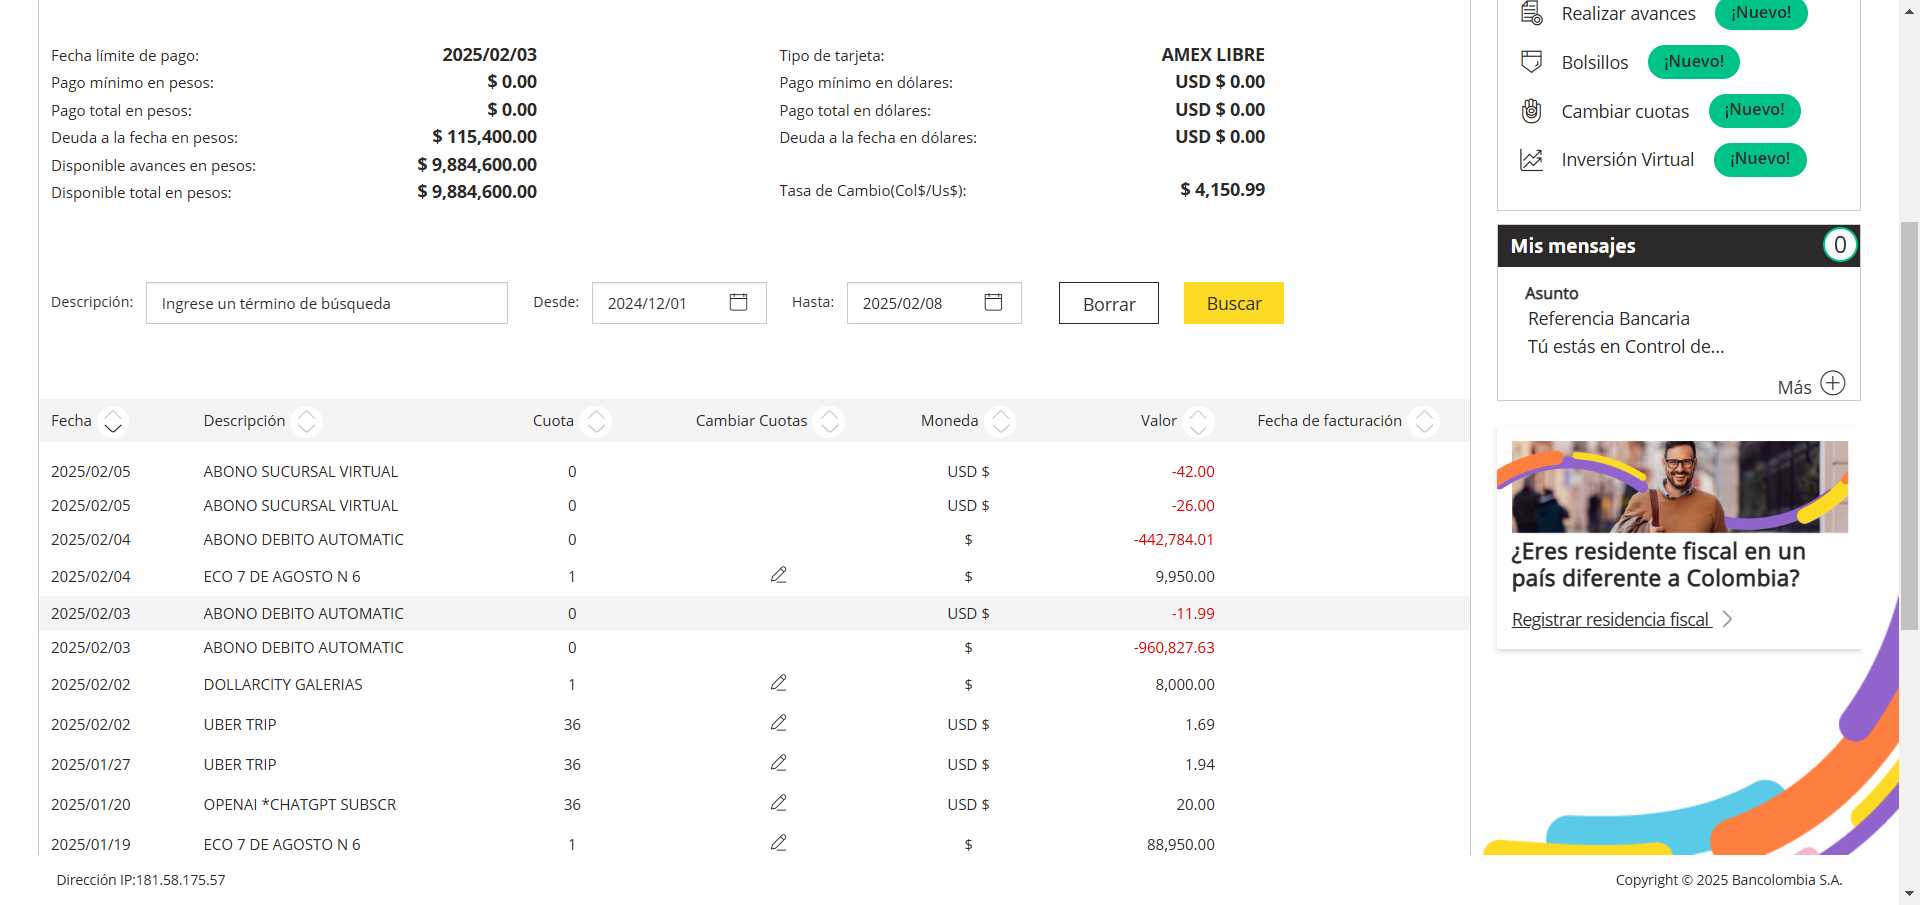 Fecha límite de pago: 2025/02/03
Pago mínimo en pesos: $ 0.00
Pago total en pesos: $ 0.00
Deuda a la fecha en pesos: $ 115,400.00
Disponible avances en pesos: $ 9,884,600.00
Disponible total en pesos: $ 9,884,600.00
Tipo de tarjeta: AMEX LIBRE
Pago mínimo en dólares: USD $ 0.00
Pago total en dólares: USD $ 0.00
Deuda a la fecha en dólares: USD $ 0.00
Tasa de Cambio(Col$/Us$): $ 4,150.99
Descripción: Ingrese un término de búsqueda Desde: 2024/12/01 Hasta: 2025/02/08 Borrar Buscar
Fecha Descripción Cuota Cambiar Cuotas Moneda Valor Fecha de facturación
2025/02/05 ABONO SUCURSAL VIRTUAL 0 USD $ -42.00
2025/02/05 ABONO SUCURSAL VIRTUAL 0 USD $ -26.00
2025/02/04 ABONO DEBITO AUTOMATIC 0 $ -442,784.01
2025/02/04 ECO 7 DE AGOSTO N 6 1 $ 9,950.00
2025/02/03 ABONO DEBITO AUTOMATIC 0 USD $ -11.99
2025/02/03 ABONO DEBITO AUTOMATIC 0 $ -960,827.63
2025/02/02 DOLLARCITY GALERIAS 1 $ 8,000.00
2025/02/02 UBER TRIP 36 USD $ 1.69
2025/01/27 UBER TRIP 36 USD $ 1.94
2025/01/20 OPENAI *CHATGPT SUBSCR 36 USD $ 20.00
2025/01/19 ECO 7 DE AGOSTO N 6 1 $ 88,950.00
Realizar avances ¡Nuevo!
Bolsillos ¡Nuevo!
Cambiar cuotas ¡Nuevo!
Inversión Virtual ¡Nuevo!
Mis mensajes 0
Asunto
Referencia Bancaria
Tú estás en Control de...
Más
¿Eres residente fiscal en un
país diferente a Colombia?
Registrar residencia fiscal
Dirección IP:181.58.175.57
Copyright © 2025 Bancolombia S.A.